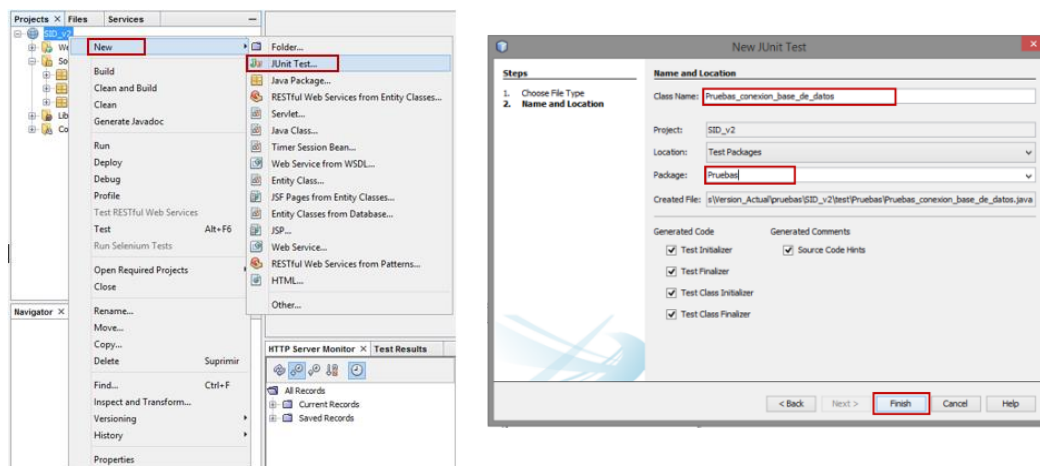 Projects × Files Services
SID_v2
We
So
Lib
Co
New
Build
Clean and Build
Clean
Generate Javadoc
Run
Deploy
Debug
Profile
Test RESTful Web Services
Test Alt+F6
Run Selenium Tests
Open Required Projects
Close
Rename...
Move...
Copy...
Delete Suprimir
Find... Ctrl+F
Inspect and Transform...
Versioning
History
Properties
Folder...
JUnit Test...
Java Package...
RESTful Web Services from Entity Classes...
Servlet...
Java Class...
Timer Session Bean...
Web Service from WSDL...
Entity Class...
JSF Pages from Entity Classes...
Entity Classes from Database...
JSP...
Web Service...
RESTful Web Services from Patterns...
HTML...
Other...
Navigator ×
HTTP Server Monitor × Test Results
All Records
Current Records
Saved Records
New JUnit Test
Steps
1. Choose File Type
2. Name and Location
Name and Location
Class Name: Pruebas_conexion_base_de_datos
Project: SID_v2
Location: Test Packages
Package: Pruebas
Created File: s\Version_Actual\pruebas\SID_v2\test\Pruebas\Pruebas_conexion_base_de_datos.java
Generated Code Generated Comments
Test Initializer Source Code Hints
Test Finalizer
Test Class Initializer
Test Class Finalizer
< Back Next > Finish Cancel Help